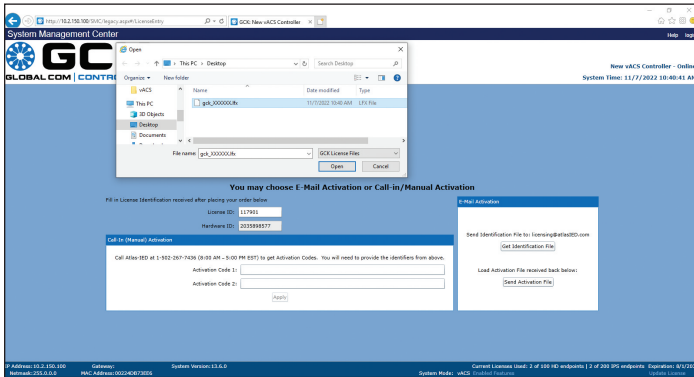 http://10.2.150.100/SMC/legacy.aspx#/LicenseEntry
GCK: New vACS Controller
System Management Center
Help
GC
GLOBAL COM | CONTR
New vACS Controller - Online
System Time: 11/7/2022 10:40:41 AM
Open
This PC > Desktop
Search Desktop
Organize
New folder
Name
Date modified
Type
vACS
This PC
3D Objects
Desktop
Documents
gck_XXXXXX.lfx
11/7/2022 10:40 AM
LFX File
File name:
gck_XXXXXX.lfx
GCK License Files
Open
Cancel
You may choose E-Mail Activation or Call-in/Manual Activation
Fill in License Identification received after placing your order below
License ID:
117901
Hardware ID:
2035898577
Call-In (Manual) Activation
Call Atlas-IED at 1-502-267-7436 (8:00 AM - 5:00 PM EST) to get Activation Codes. You will need to provide the identifiers from above.
Activation Code 1:
Activation Code 2:
Apply
E-Mail Activation
Send Identification File to: licensing@atlasIED.com
Get Identification File
Load Activation File received back below:
Send Activation File
IP Address: 10.2.150.100
Gateway:
System Version: 13.6.0
Current Licenses Used: 2 of 100 HD endpoints | 2 of 200 IPS endpoints
Netmask: 255.0.0.0
MAC Address: 00224DB73EE6
System Mode: vACS
Enabled Features
Expiration: 8/1/20
Update License